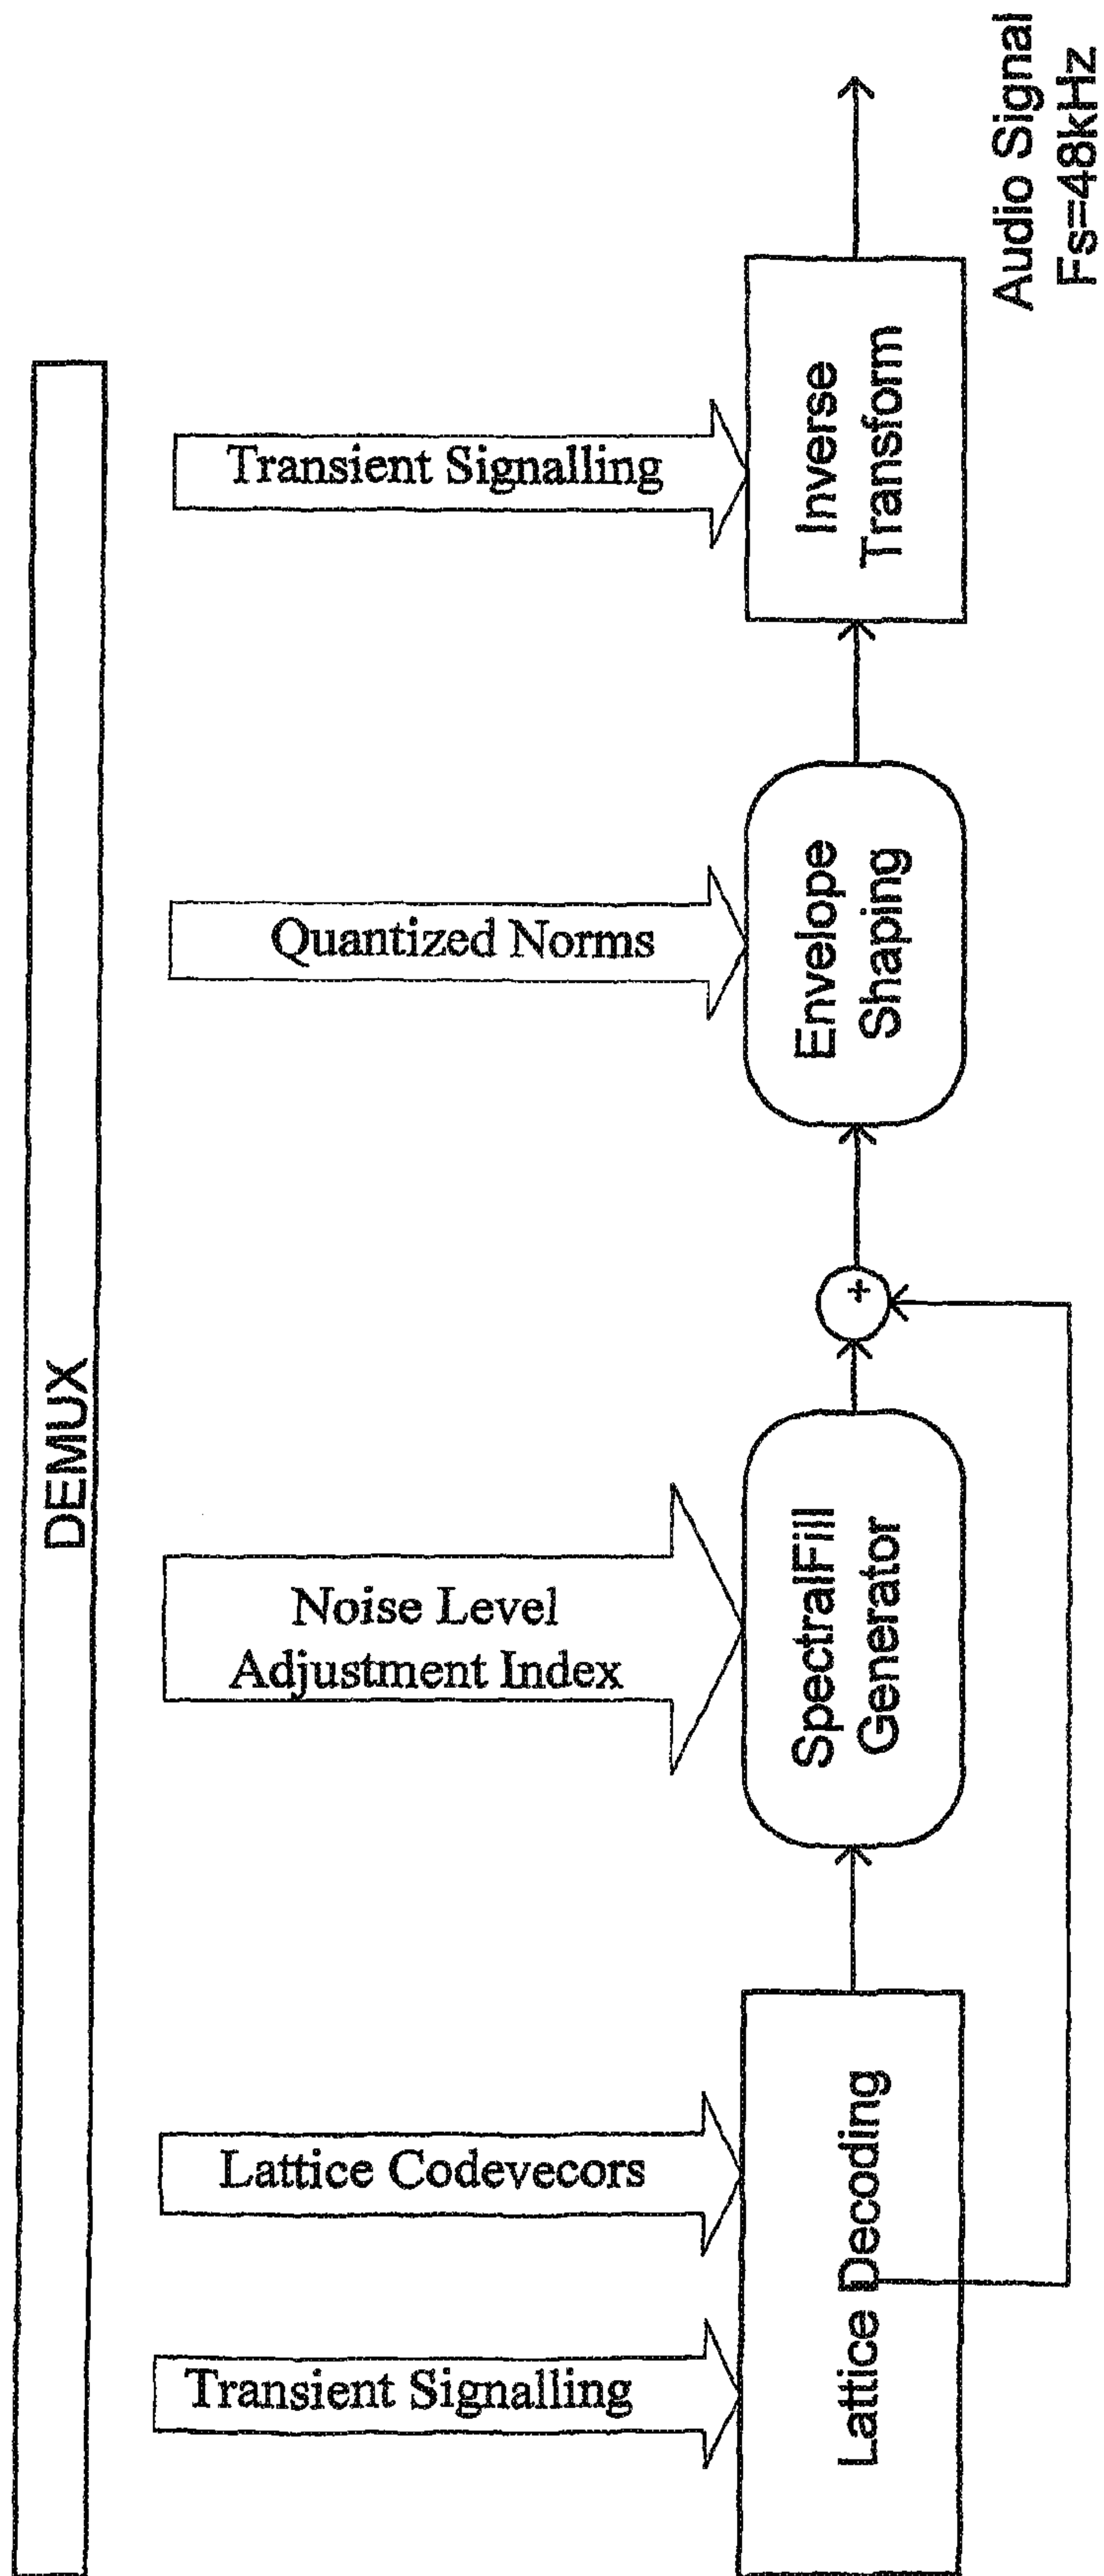 DEMUX
Transient Signalling
Lattice Codevecors
Noise Level
Adjustment Index
Quantized Norms
Transient Signalling
Lattice Decoding
SpectralFill
Generator
+
Envelope
Shaping
Inverse
Transform
Audio Signal
Fs=48kHz